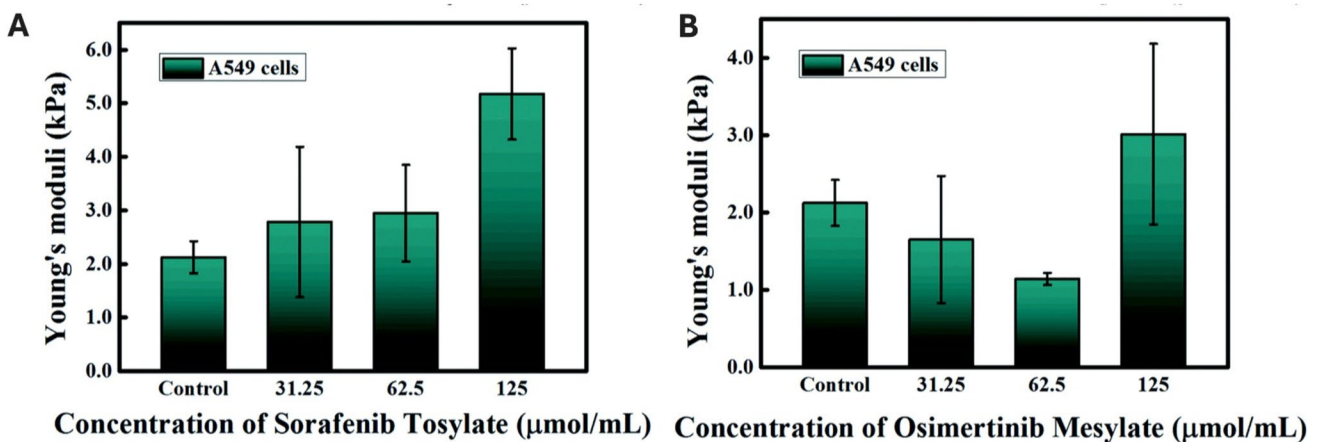 A
Young's moduli (kPa)
6.0
5.0
4.0
3.0
2.0
1.0
0.0
A549 cells
Control 31.25 62.5 125
Concentration of Sorafenib Tosylate (μmol/mL)
B
Young's moduli (kPa)
4.0
3.0
2.0
1.0
0.0
A549 cells
Control 31.25 62.5 125
Concentration of Osimertinib Mesylate (μmol/mL)